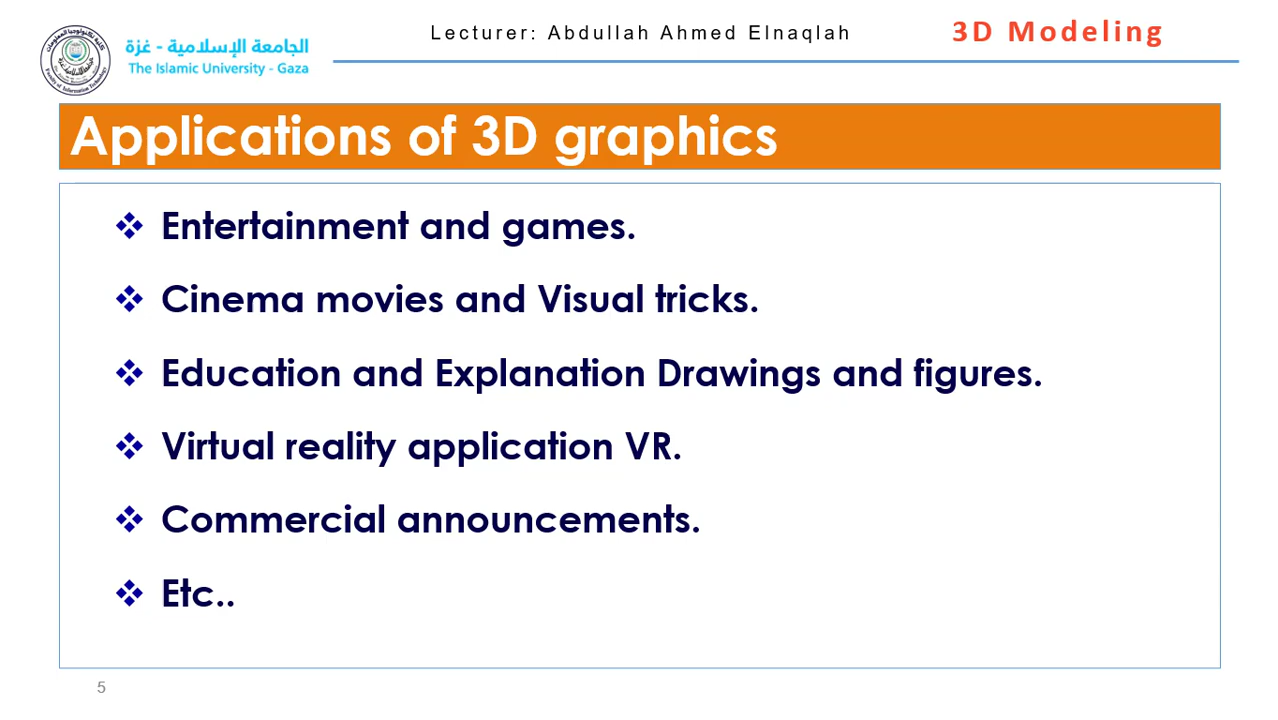 الجامعة الإسلامية - غزة
The Islamic University - Gaza
Lecturer: Abdullah Ahmed Elnaqlah
3D Modeling
Applications of 3D graphics
❖ Entertainment and games.
❖ Cinema movies and Visual tricks.
❖ Education and Explanation Drawings and figures.
❖ Virtual reality application VR.
❖ Commercial announcements.
❖ Etc..
5